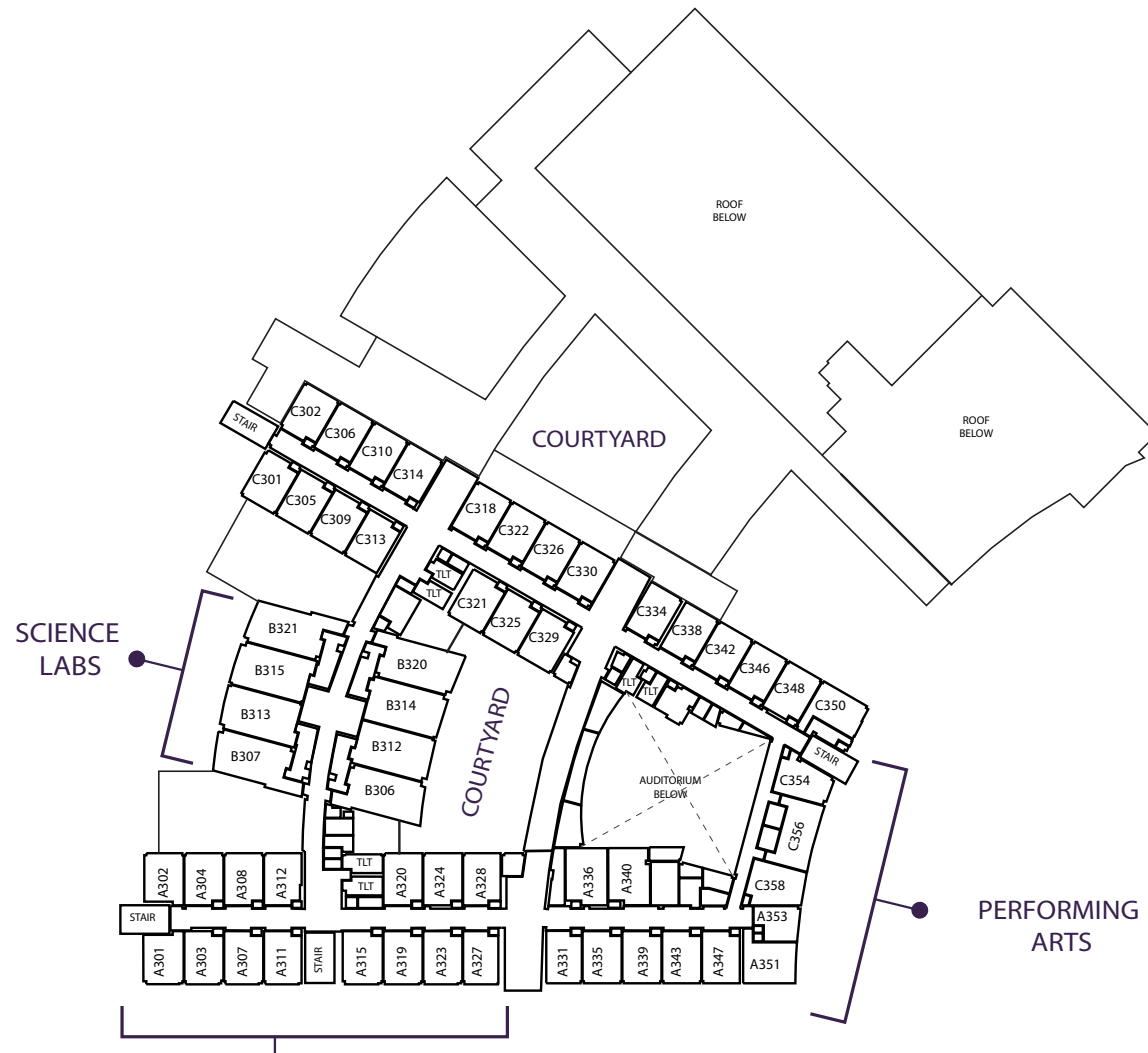 ROOF
BELOW
ROOF
BELOW
COURTYARD
STAIR
C302
C306
C310
C314
C301
C305
C309
C313
C318
C322
C326
C330
TLT
TLT
C321
C325
C329
C334
C338
C342
C346
C348
C350
TLT
TLT
STAIR
SCIENCE
LABS
B321
B315
B313
B307
B320
B314
B312
B306
COURTYARD
AUDITORIUM
BELOW
C354
C356
C358
A302
A304
A308
A312
TLT
TLT
A320
A324
A328
A336
A340
STAIR
A353
A351
A301
A303
A307
A311
STAIR
A315
A319
A323
A327
A331
A335
A339
A343
A347
PERFORMING
ARTS